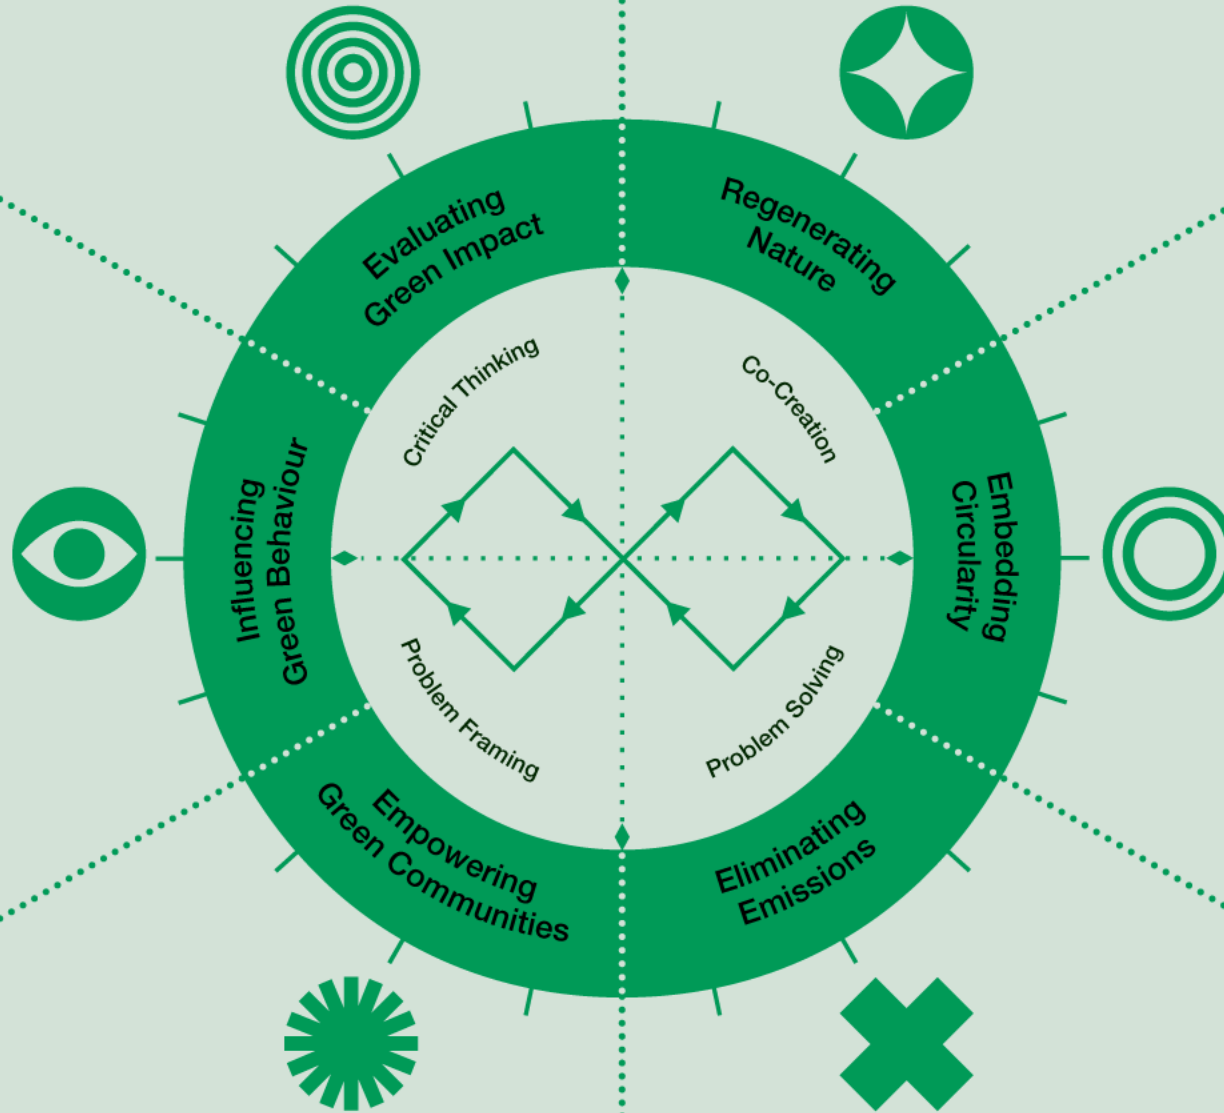 Evaluating
Green Impact
Regenerating
Nature
Embedding
Circularity
Eliminating
Emissions
Empowering
Green Communities
Influencing
Green Behaviour
Critical Thinking
Co-Creation
Problem Solving
Problem Framing